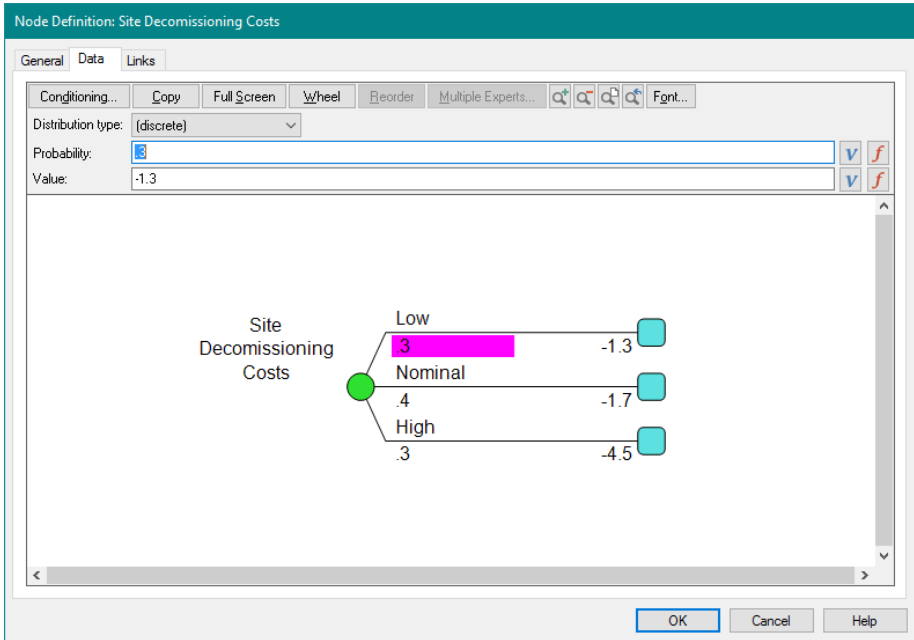 Node Definition: Site Decomissioning Costs
General Data Links
Conditioning... Copy Full Screen Wheel Reorder Multiple Experts... Font...
Distribution type: (discrete)
Probability: .3 V f
Value: -1.3 V f
Low
Site
.3 -1.3
Decomissioning
Nominal
Costs
.4 -1.7
High
.3 -4.5
OK Cancel Help